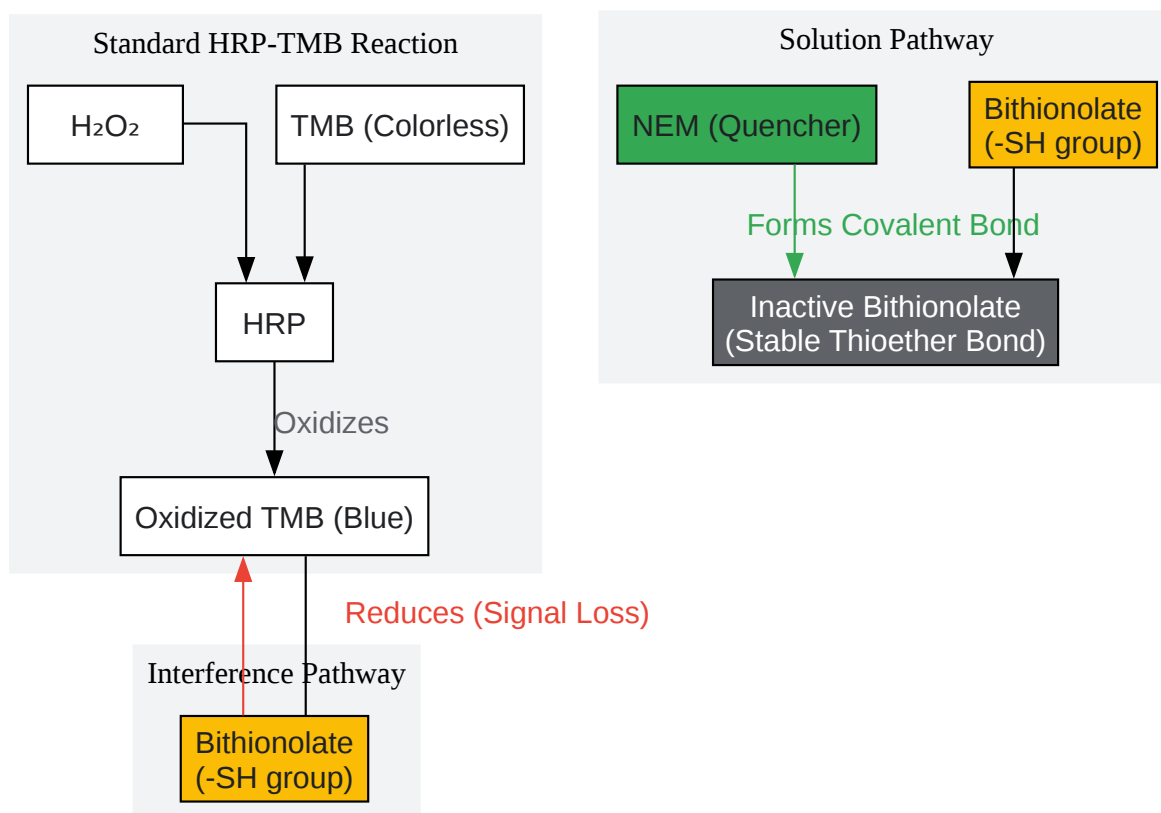 Standard HRP-TMB Reaction
H₂O₂
TMB (Colorless)
HRP
Oxidizes
Oxidized TMB (Blue)
Reduces (Signal Loss)
Interference Pathway
Bithionolate
(-SH group)
Solution Pathway
NEM (Quencher)
Bithionolate
(-SH group)
Forms Covalent Bond
Inactive Bithionolate
(Stable Thioether Bond)